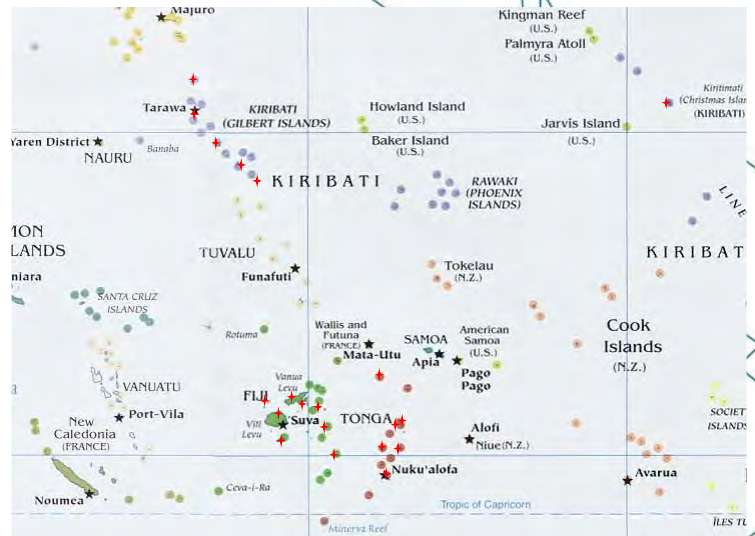 Majuro
Kingman Reef
(U.S.)
Palmyra Atoll
(U.S.)
Kiritimati
(Christmas Islan
(KIRIBATI)
Tarawa
KIRIBATI
(GILBERT ISLANDS)
Howland Island
(U.S.)
Jarvis Island
(U.S.)
Baker Island
(U.S.)
Yaren District
NAURU
Banaba
KIRIBATI
RAWAKI
(PHOENIX
ISLANDS)
LINE
MON
LANDS
TUVALU
KIRIBAT
Funafuti
Tokelau
(N.Z.)
niara
SANTA CRUZ
ISLANDS
Rotuma
Wallis and
Futuna
(FRANCE)
Mata-Utu
SAMOA
Apia
American
Samoa
(U.S.)
Pago
Pago
Cook
Islands
(N.Z.)
VANUATU
Port-Vila
Vanua
Levu
FIJI
Viti
Levu
Suva
TONGA
Alofi
Niue (N.Z.)
SOCIET
ISLANDS
New
Caledonia
(FRANCE)
Nuku'alofa
Avarua
Noumea
Ceva-i-Ra
Tropic of Capricorn
Minerva Reef
ÎLES TU